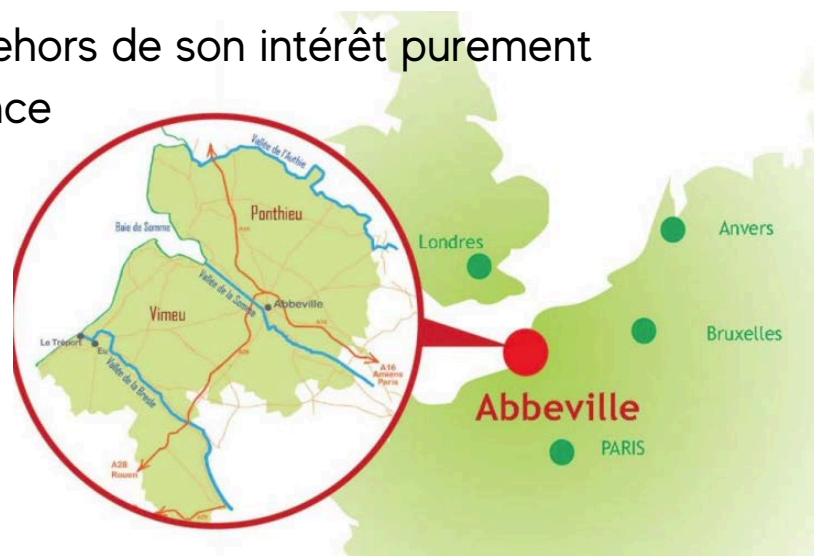 ehors de son intérêt purement
nce
Vallée de l'Authie
Ponthieu
Baie de Somme
Londres
Anvers
Vallée de la Somme
Abbeville
Vimeu
Bruxelles
Le Tréport
Eu
Vallée de la Bresle
A16
Amiens
Paris
Abbeville
PARIS
A28
Rouen